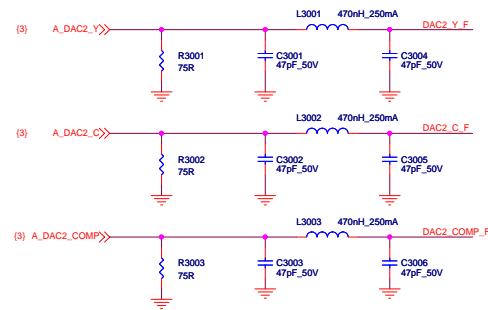 L3001 470nH_250mA
{3} A_DAC2_Y DAC2_Y_F
R3001 C3001 C3004
75R 47pF_50V 47pF_50V
L3002 470nH_250mA
{3} A_DAC2_C DAC2_C_F
R3002 C3002 C3005
75R 47pF_50V 47pF_50V
L3003 470nH_250mA
{3} A_DAC2_COMP DAC2_COMP_F
R3003 C3003 C3006
75R 47pF_50V 47pF_50V